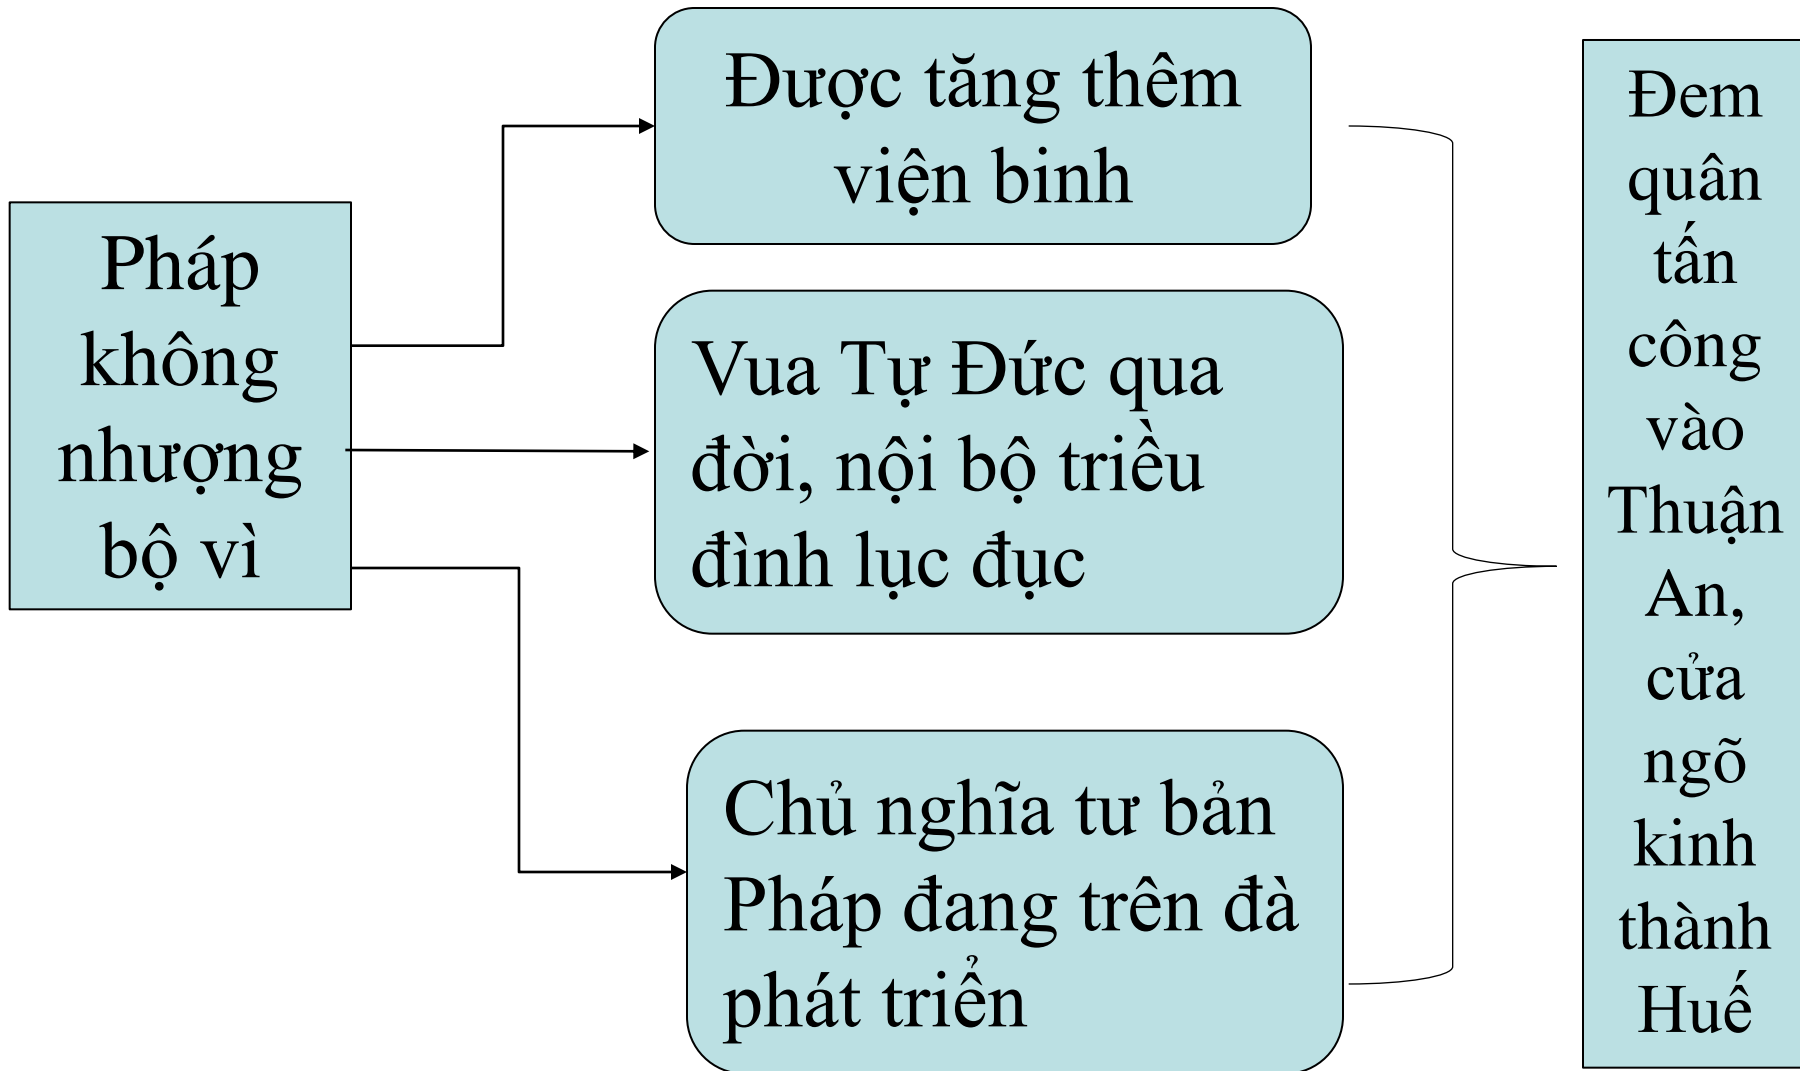 Pháp
không
nhượng
bộ vì
Được tăng thêm
viện binh
Vua Tự Đức qua
đời, nội bộ triều
đình lục đục
Chủ nghĩa tư bản
Pháp đang trên đà
phát triển
Đem
quân
tấn
công
vào
Thuận
An,
cửa
ngõ
kinh
thành
Huế